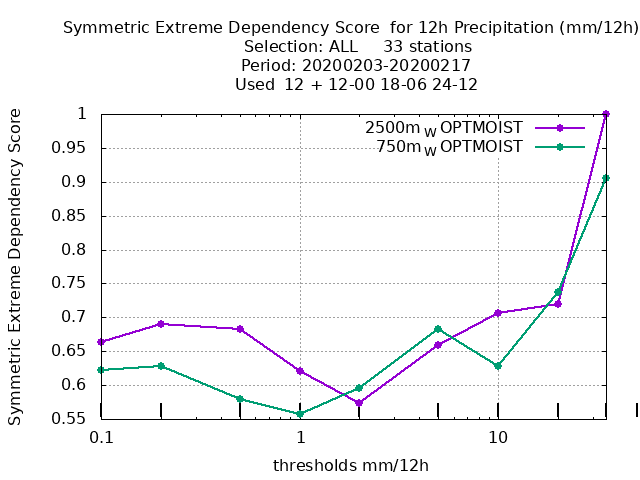 Symmetric Extreme Dependency Score  for 12h Precipitation (mm/12h)
Selection: ALL     33 stations
Period: 20200203-20200217
Used  12 + 12-00 18-06 24-12
Symmetric Extreme Dependency Score
1
0.95
0.9
0.85
0.8
0.75
0.7
0.65
0.6
0.55
2500m W OPTMOIST
750m W OPTMOIST
0.1 1 10
thresholds mm/12h